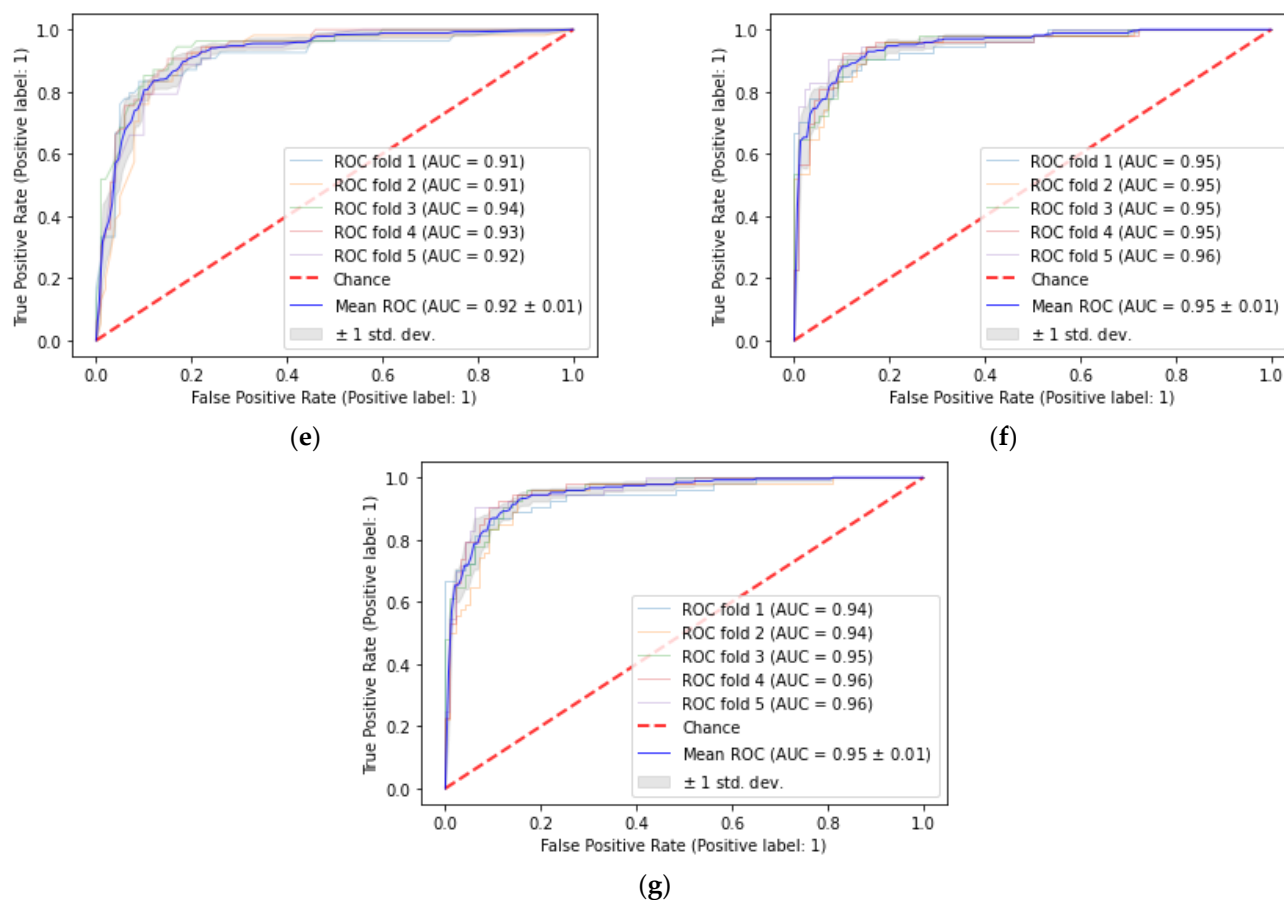 1.0
0.8
0.6
0.4
0.2
0.0
True Positive Rate (Positive label: 1)
ROC fold 1 (AUC = 0.91)
ROC fold 2 (AUC = 0.91)
ROC fold 3 (AUC = 0.94)
ROC fold 4 (AUC = 0.93)
ROC fold 5 (AUC = 0.92)
Chance
Mean ROC (AUC = 0.92 ± 0.01)
± 1 std. dev.
0.0 0.2 0.4 0.6 0.8 1.0
False Positive Rate (Positive label: 1)
(e)
1.0
0.8
0.6
0.4
0.2
0.0
True Positive Rate (Positive label: 1)
ROC fold 1 (AUC = 0.95)
ROC fold 2 (AUC = 0.95)
ROC fold 3 (AUC = 0.95)
ROC fold 4 (AUC = 0.95)
ROC fold 5 (AUC = 0.96)
Chance
Mean ROC (AUC = 0.95 ± 0.01)
± 1 std. dev.
0.0 0.2 0.4 0.6 0.8 1.0
False Positive Rate (Positive label: 1)
(f)
1.0
0.8
0.6
0.4
0.2
0.0
True Positive Rate (Positive label: 1)
ROC fold 1 (AUC = 0.94)
ROC fold 2 (AUC = 0.94)
ROC fold 3 (AUC = 0.95)
ROC fold 4 (AUC = 0.96)
ROC fold 5 (AUC = 0.96)
Chance
Mean ROC (AUC = 0.95 ± 0.01)
± 1 std. dev.
0.0 0.2 0.4 0.6 0.8 1.0
False Positive Rate (Positive label: 1)
(g)